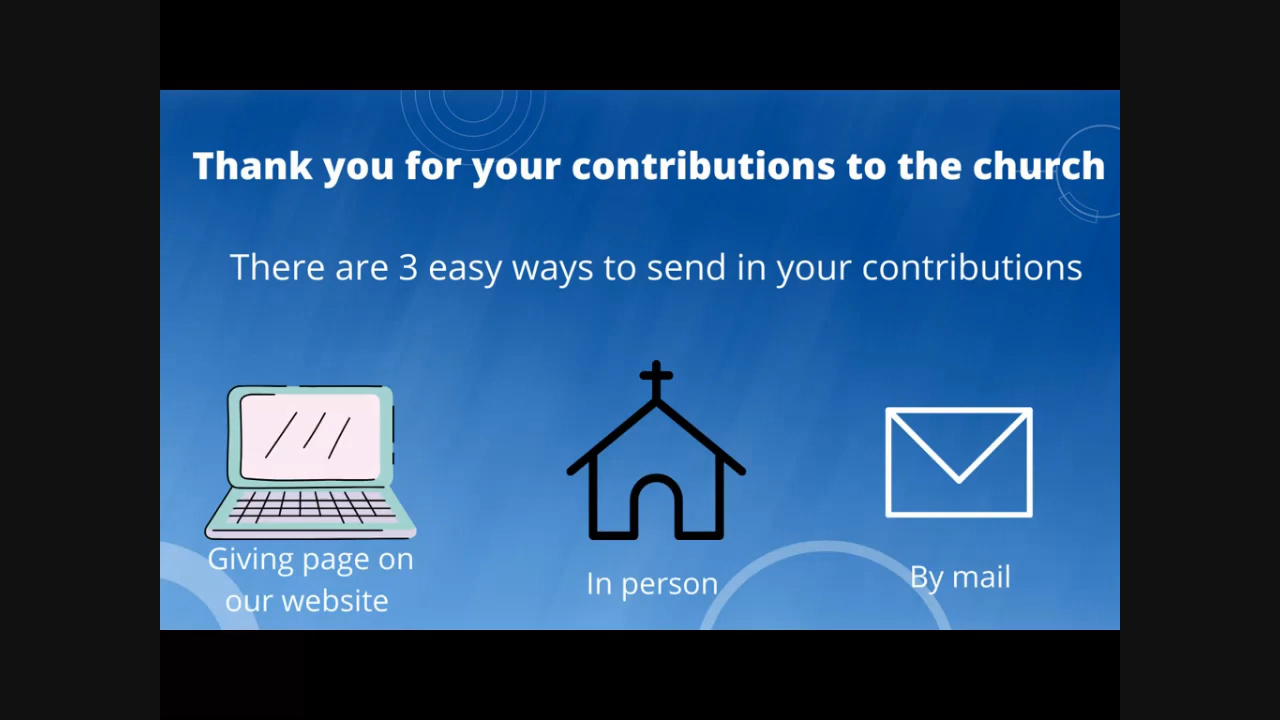 Thank you for your contributions to the church
There are 3 easy ways to send in your contributions
Giving page on
our website
In person
By mail